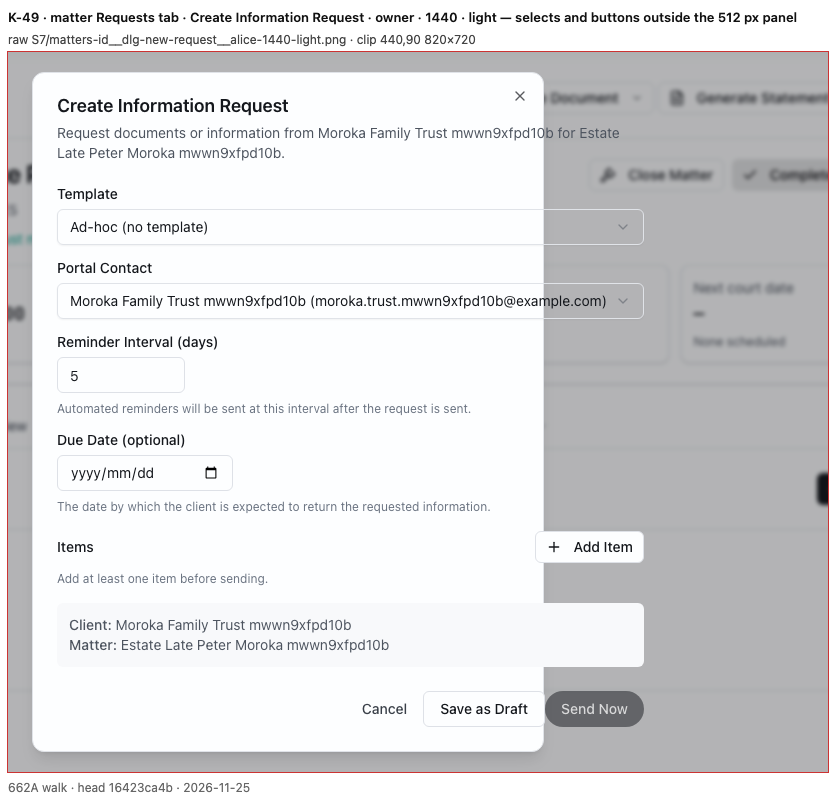 K-49 · matter Requests tab · Create Information Request · owner · 1440 · light — selects and buttons outside the 512 px panel
raw S7/matters-id__dlg-new-request__alice-1440-light.png · clip 440,90 820×720
Create Information Request
Document
Generate Statement
Request documents or information from Moroka Family Trust mwwn9xfpd10b for Estate
Late Peter Moroka mwwn9xfpd10b.
Close Matter
Complete
Template
Ad-hoc (no template)
Portal Contact
Next court date
Moroka Family Trust mwwn9xfpd10b (moroka.trust.mwwn9xfpd10b@example.com)
–
Reminder Interval (days)
None scheduled
5
Automated reminders will be sent at this interval after the request is sent.
Due Date (optional)
yyyy/mm/dd
The date by which the client is expected to return the requested information.
Items
Add Item
Add at least one item before sending.
Client: Moroka Family Trust mwwn9xfpd10b
Matter: Estate Late Peter Moroka mwwn9xfpd10b
Cancel
Save as Draft
Send Now
662A walk · head 16423ca4b · 2026-11-25